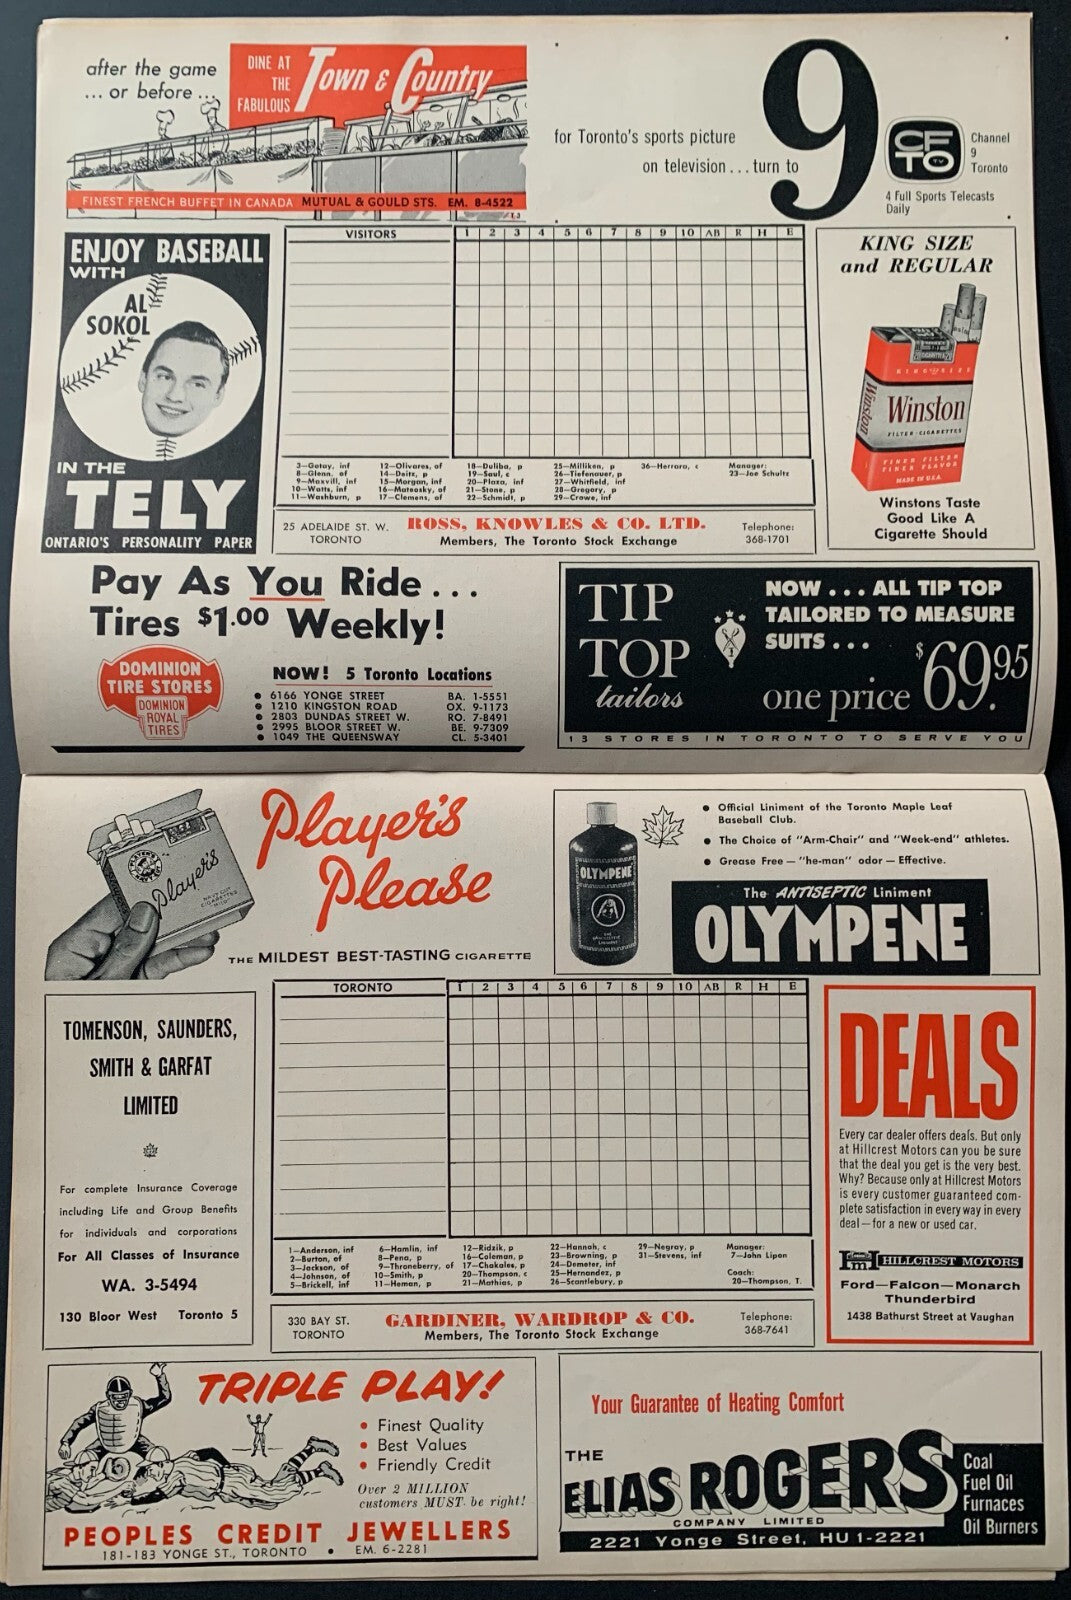 after the game
... or before ...
DINE AT
THE
FABULOUS
Town & Country
FINEST FRENCH BUFFET IN CANADA MUTUAL & GOULD STS. EM. 8-4522
for Toronto's sports picture
on television ... turn to
9
CF
TO
TV
Channel
9
Toronto
4 Full Sports Telecasts
Daily
ENJOY BASEBALL
WITH
AL
SOKOL
IN THE
TELY
ONTARIO'S PERSONALITY PAPER
VISITORS 1 2 3 4 5 6 7 8 9 10 AB R H E
3—Gotay, inf
8—Glenn, of
9—Maxvill, inf
10—Watts, inf
11—Washburn, p
12—Olivares, of
14—Deitz, p
15—Morgan, inf
16—Mateosky, of
17—Clemens, of
18—Duliba, p
19—Saul, c
20—Plaza, inf
21—Stone, p
22—Schmidt, p
25—Milliken, p
26—Tiefenauer, p
27—Whitfield, inf
28—Gregory, p
29—Crowe, inf
36—Herrera, c
Manager:
23—Joe Schultz
25 ADELAIDE ST. W.
TORONTO
ROSS, KNOWLES & CO. LTD.
Members, The Toronto Stock Exchange
Telephone:
368-1701
KING SIZE
and REGULAR
KING SIZE
Winston
Winston
FILTER-CIGARETTES
FINER FILTER
FINER FLAVOR
MADE IN U.S.A.
Winstons Taste
Good Like A
Cigarette Should
Pay As You Ride ...
Tires $1.00 Weekly!
DOMINION
TIRE STORES
DOMINION
ROYAL
TIRES
NOW! 5 Toronto Locations
6166 YONGE STREET BA. 1-5551
1210 KINGSTON ROAD OX. 9-1173
2803 DUNDAS STREET W. RO. 7-8491
2995 BLOOR STREET W. BE. 9-7309
1049 THE QUEENSWAY CL. 5-3401
TIP
TOP
tailors
NOW ... ALL TIP TOP
TAILORED TO MEASURE
SUITS ...
one price $69.95
13 STORES IN TORONTO TO SERVE YOU
Player's
NAVY CUT
CIGARETTES
"MILD"
Player's
Please
THE MILDEST BEST-TASTING CIGARETTE
OLYMPENE
• Official Liniment of the Toronto Maple Leaf
Baseball Club.
• The Choice of "Arm-Chair" and "Week-end" athletes.
• Grease Free — "he-man" odor — Effective.
The ANTISEPTIC Liniment
OLYMPENE
TOMENSON, SAUNDERS,
SMITH & GARFAT
LIMITED
For complete Insurance Coverage
including Life and Group Benefits
for individuals and corporations
For All Classes of Insurance
WA. 3-5494
130 Bloor West Toronto 5
TORONTO 1 2 3 4 5 6 7 8 9 10 AB R H E
1—Anderson, inf
2—Burton, of
3—Jackson, of
4—Johnson, of
5—Brickell, inf
6—Hamlin, inf
8—Pena, p
9—Throneberry, of
10—Smith, p
11—Heman, p
12—Ridzik, p
16—Coleman, p
17—Chakales, p
20—Thompson, c
21—Mathias, p
22—Hannah, c
23—Browning, p
24—Demeter, inf
25—Hernandez, p
26—Scantlebury, p
29—Negray, p
31—Stevens, inf
Manager:
7—John Lipon
Coach:
20—Thompson, T.
330 BAY ST.
TORONTO
GARDINER, WARDROP & CO.
Members, The Toronto Stock Exchange
Telephone:
368-7641
DEALS
Every car dealer offers deals. But only
at Hillcrest Motors can you be sure
that the deal you get is the very best.
Why? Because only at Hillcrest Motors
is every customer guaranteed com-
plete satisfaction in every way in every
deal—for a new or used car.
HILLCREST MOTORS
Ford—Falcon—Monarch
Thunderbird
1438 Bathurst Street at Vaughan
TRIPLE PLAY!
• Finest Quality
• Best Values
• Friendly Credit
Over 2 MILLION
customers MUST be right!
PEOPLES CREDIT JEWELLERS
181-183 YONGE ST., TORONTO • EM. 6-2281
Your Guarantee of Heating Comfort
THE
ELIAS ROGERS
COMPANY LIMITED
2221 Yonge Street, HU 1-2221
Coal
Fuel Oil
Furnaces
Oil Burners